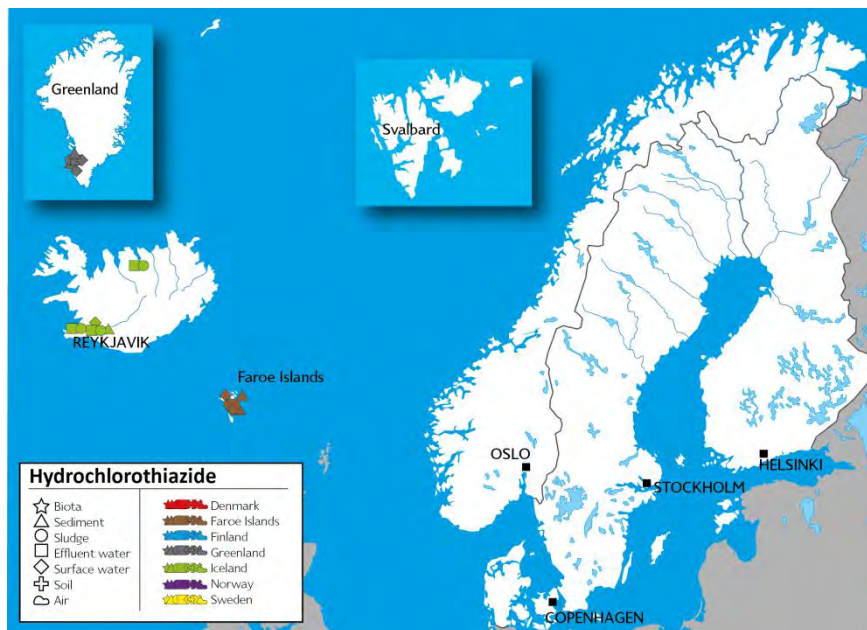 Greenland
Svalbard
REYKJAVIK
Faroe Islands
OSLO
HELSINKI
STOCKHOLM
COPENHAGEN
Hydrochlorothiazide
Biota
Sediment
Sludge
Effluent water
Surface water
Soil
Air
Denmark
Faroe Islands
Finland
Greenland
Iceland
Norway
Sweden